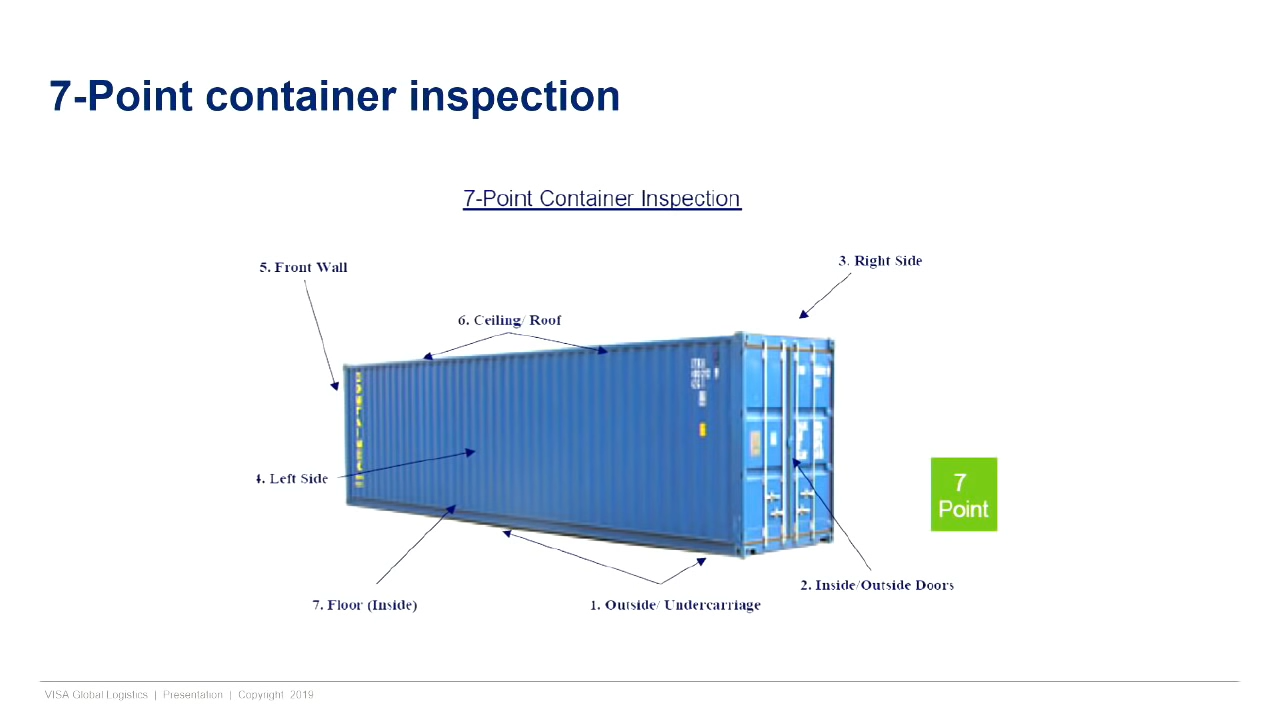 7-Point container inspection
7-Point Container Inspection
3. Right Side
5. Front Wall
6. Ceiling/ Roof
4. Left Side
7
Point
2. Inside/Outside Doors
7. Floor (Inside)
1. Outside/ Undercarriage
VISA Global Logistics | Presentation | Copyright 2019